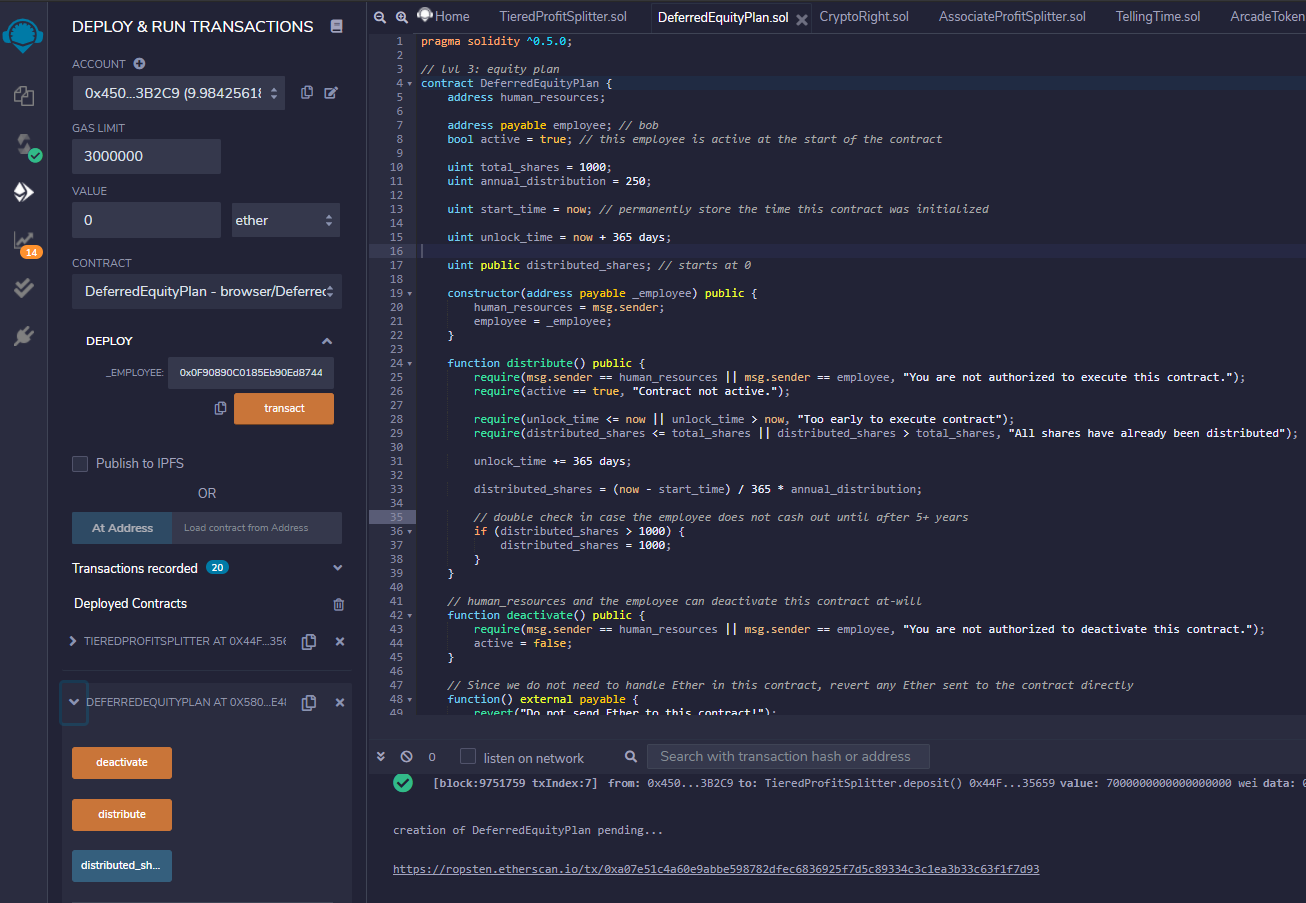 DEPLOY & RUN TRANSACTIONS
ACCOUNT
0x450...3B2C9 (9.98425618
GAS LIMIT
3000000
VALUE
0
ether
CONTRACT
DeferredEquityPlan - browser/Deferrec
DEPLOY
_EMPLOYEE:
0x0F90890C0185Eb90Ed8744
transact
Publish to IPFS
OR
At Address
Load contract from Address
Transactions recorded 20
Deployed Contracts
TIEREDPROFITSPLITTER AT 0X44F...356
DEFERREDEQUITYPLAN AT 0X580...E48
deactivate
distribute
distributed_sh...
14
Home
TieredProfitSplitter.sol
DeferredEquityPlan.sol
CryptoRight.sol
AssociateProfitSplitter.sol
TellingTime.sol
ArcadeToken
1 pragma solidity ^0.5.0;
2
3 // lvl 3: equity plan
4 contract DeferredEquityPlan {
5 address human_resources;
6
7 address payable employee; // bob
8 bool active = true; // this employee is active at the start of the contract
9
10 uint total_shares = 1000;
11 uint annual_distribution = 250;
12
13 uint start_time = now; // permanently store the time this contract was initialized
14
15 uint unlock_time = now + 365 days;
16
17 uint public distributed_shares; // starts at 0
18
19 constructor(address payable _employee) public {
20 human_resources = msg.sender;
21 employee = _employee;
22 }
23
24 function distribute() public {
25 require(msg.sender == human_resources || msg.sender == employee, "You are not authorized to execute this contract.");
26 require(active == true, "Contract not active.");
27
28 require(unlock_time <= now || unlock_time > now, "Too early to execute contract");
29 require(distributed_shares <= total_shares || distributed_shares > total_shares, "All shares have already been distributed");
30
31 unlock_time += 365 days;
32
33 distributed_shares = (now - start_time) / 365 * annual_distribution;
34
35 // double check in case the employee does not cash out until after 5+ years
36 if (distributed_shares > 1000) {
37 distributed_shares = 1000;
38 }
39 }
40
41 // human_resources and the employee can deactivate this contract at-will
42 function deactivate() public {
43 require(msg.sender == human_resources || msg.sender == employee, "You are not authorized to deactivate this contract.");
44 active = false;
45 }
46
47 // Since we do not need to handle Ether in this contract, revert any Ether sent to the contract directly
48 function() external payable {
49 revert("Do not send Ether to this contract!");
0
listen on network
Search with transaction hash or address
[block:9751759 txIndex:7] from: 0x450...3B2C9 to: TieredProfitSplitter.deposit() 0x44F...35659 value: 7000000000000000000 wei data: 0
creation of DeferredEquityPlan pending...
https://ropsten.etherscan.io/tx/0xa07e51c4a60e9abbe598782dfec6836925f7d5c89334c3c1ea3b33c63f1f7d93